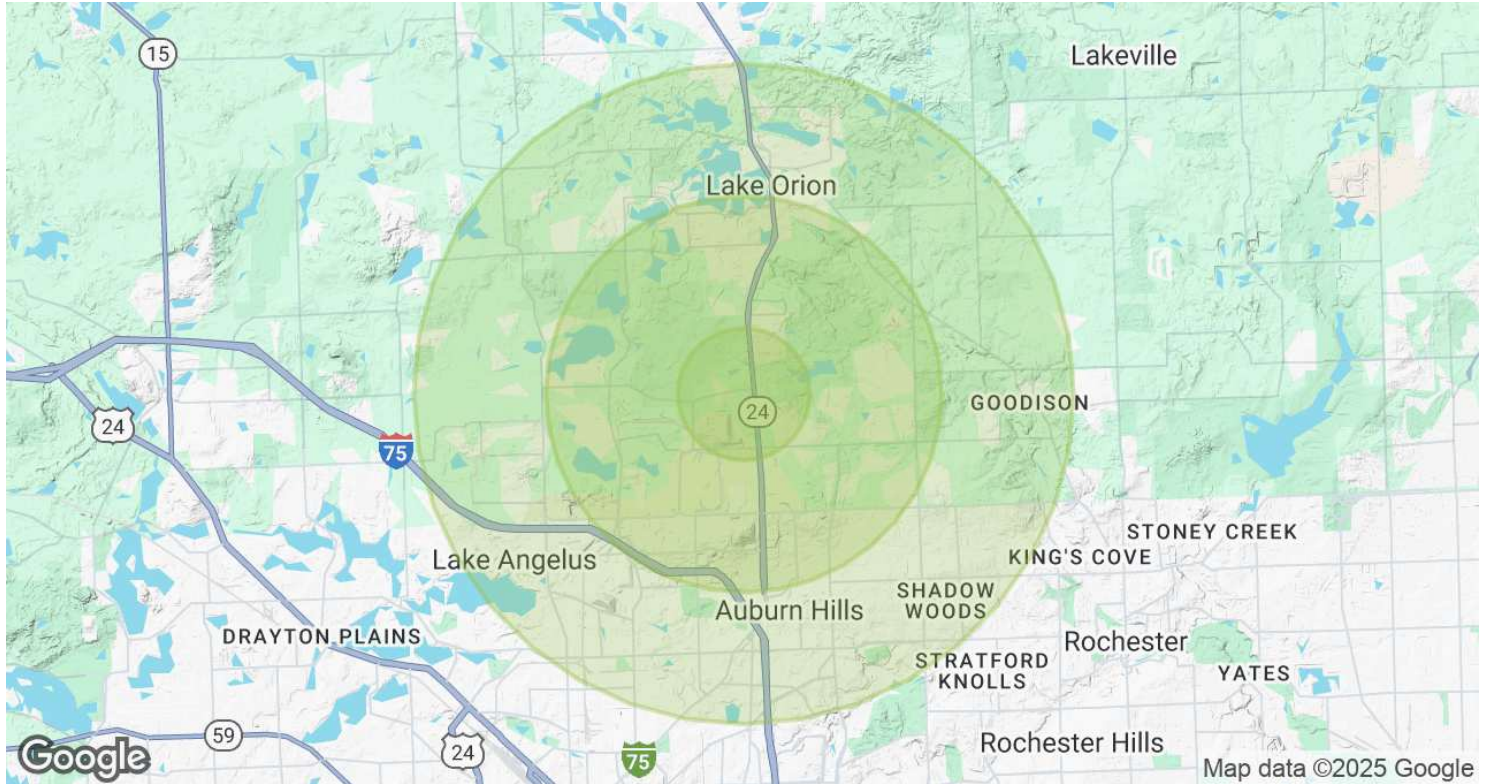 15
Lakeville
Lake Orion
24
GOODISON
24
75
STONEY CREEK
KING'S COVE
Lake Angelus
SHADOW
WOODS
Auburn Hills
DRAYTON PLAINS
Rochester
STRATFORD
KNOLLS
YATES
59
24
75
Rochester Hills
Google
Map data ©2025 Google